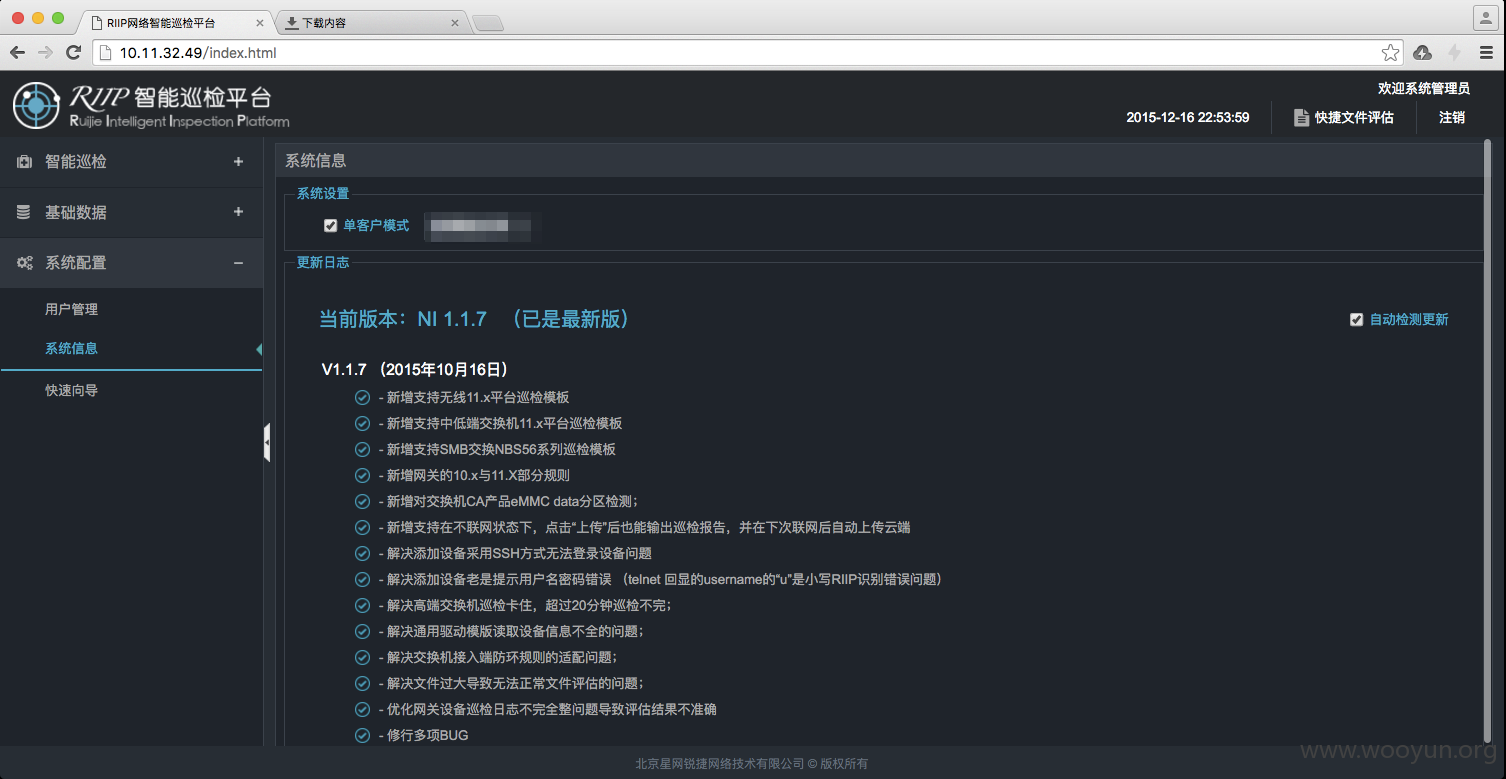 RIIP网络智能巡检平台
下载内容
10.11.32.49/index.html
RIIP 智能巡检平台
Ruijie Intelligent Inspection Platform
欢迎系统管理员
2015-12-16 22:53:59
快捷文件评估
注销
智能巡检 +
基础数据 +
系统配置 −
用户管理
系统信息
快速向导
系统信息
系统设置
单客户模式
更新日志
当前版本：NI 1.1.7 （已是最新版）
自动检测更新
V1.1.7 （2015年10月16日）
- 新增支持无线11.x平台巡检模板
- 新增支持中低端交换机11.x平台巡检模板
- 新增支持SMB交换NBS56系列巡检模板
- 新增网关的10.x与11.X部分规则
- 新增对交换机CA产品eMMC data分区检测；
- 新增支持在不联网状态下，点击“上传”后也能输出巡检报告，并在下次联网后自动上传云端
- 解决添加设备采用SSH方式无法登录设备问题
- 解决添加设备老是提示用户名密码错误 （telnet 回显的username的“u”是小写RIIP识别错误问题）
- 解决高端交换机巡检卡住，超过20分钟巡检不完；
- 解决通用驱动模版读取设备信息不全的问题；
- 解决交换机接入端防环规则的适配问题；
- 解决文件过大导致无法正常文件评估的问题；
- 优化网关设备巡检日志不完全整问题导致评估结果不准确
- 修行多项BUG
北京星网锐捷网络技术有限公司 © 版权所有
www.wooyun.org